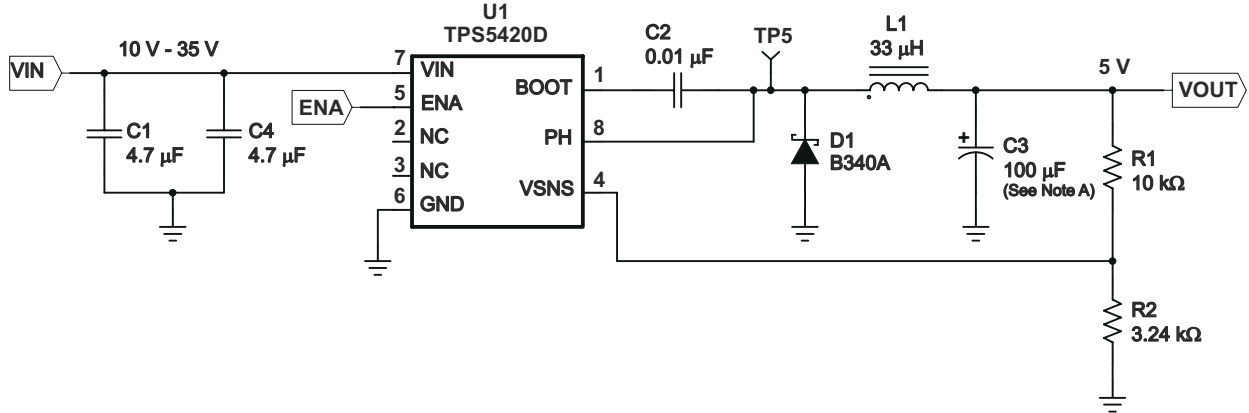 U1
TPS5420D
10 V - 35 V
VIN
7
VIN
5
ENA
ENA
2
NC
3
NC
6
GND
BOOT
1
PH
8
VSNS
4
C1
4.7 μF
C4
4.7 μF
C2
0.01 μF
TP5
L1
33 μH
5 V
VOUT
D1
B340A
+
C3
100 μF
(See Note A)
R1
10 kΩ
R2
3.24 kΩ